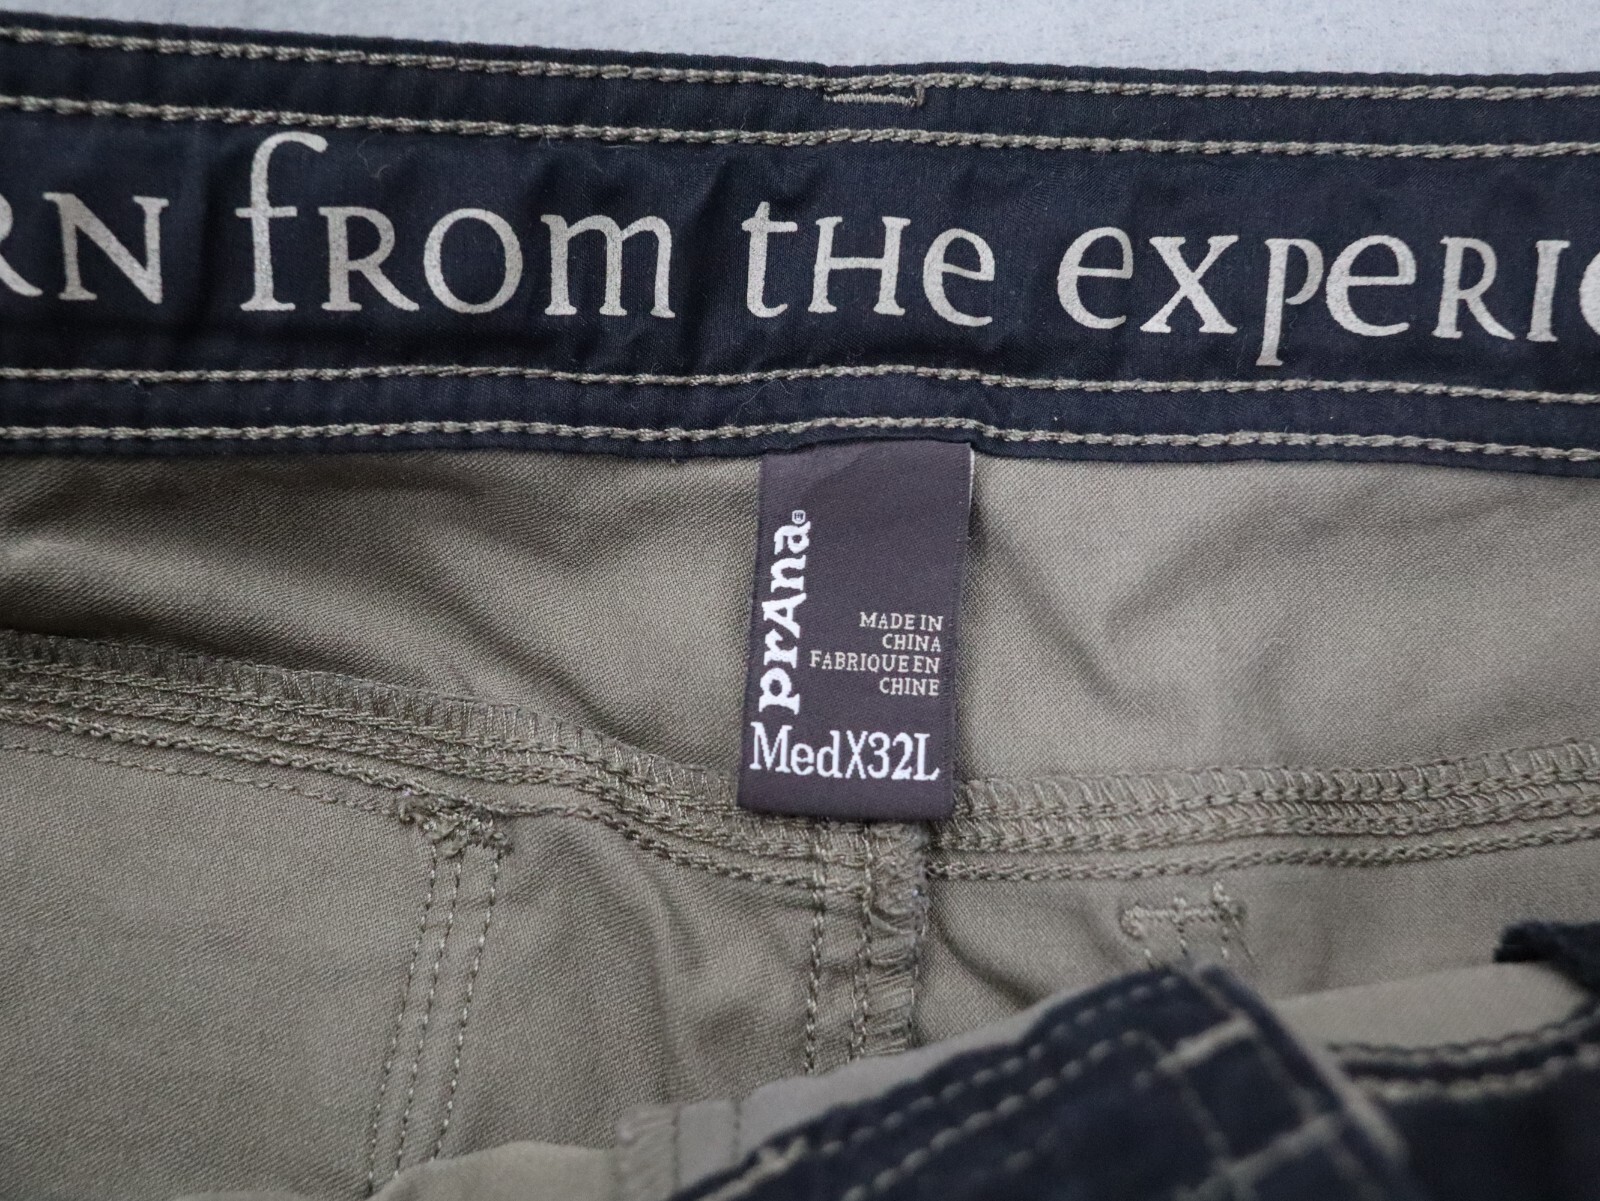 RN fROm tHe expeRI
prAna®
MADE IN
CHINA
FABRIQUE EN
CHINE
MedX32L